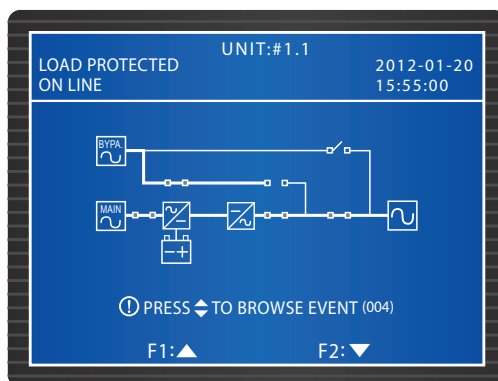 UNIT:#1.1
LOAD PROTECTED
ON LINE
2012-01-20
15:55:00
BYPA.
MAIN
PRESS TO BROWSE EVENT (004)
F1:
F2: